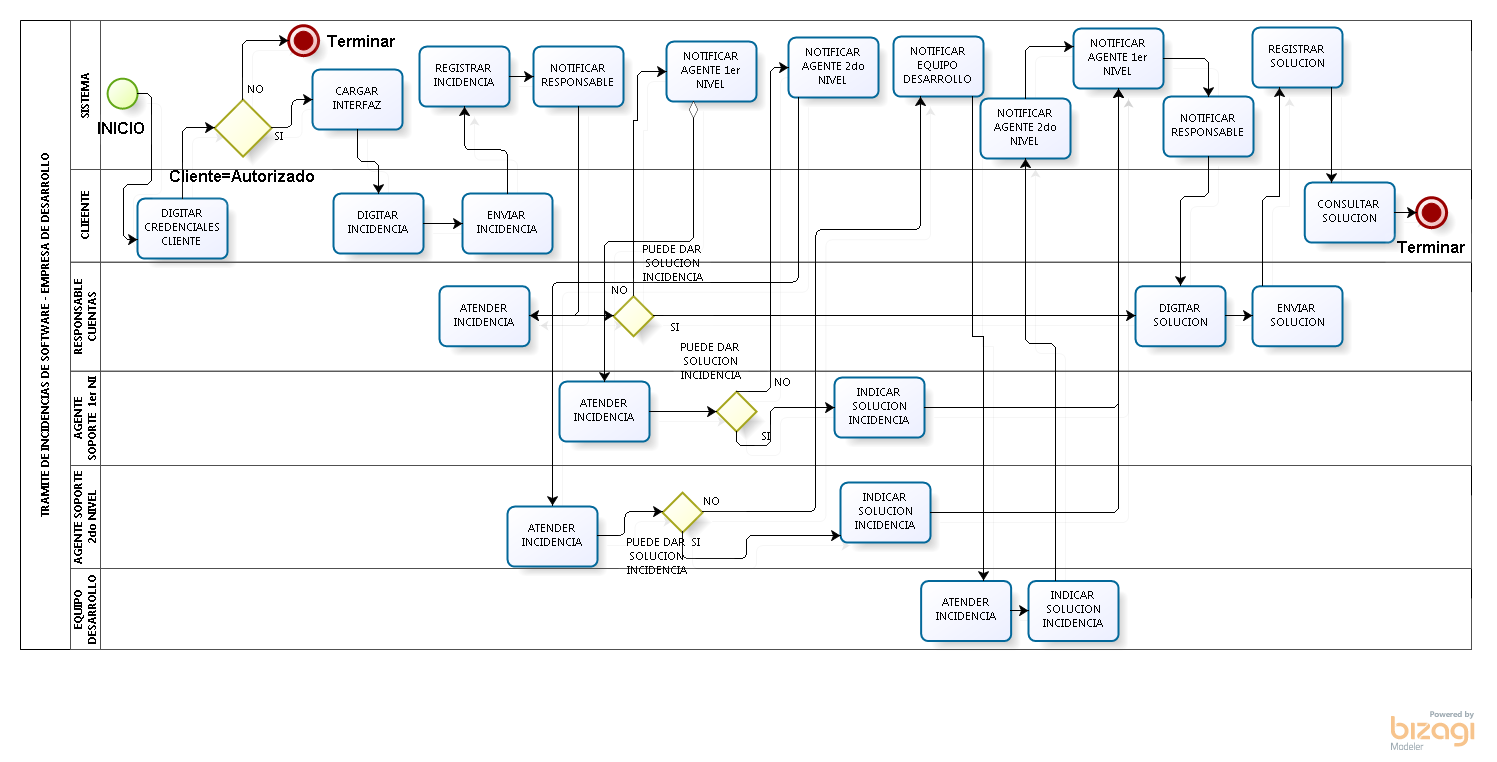 TRAMITE DE INCIDENCIAS DE SOFTWARE - EMPRESA DE DESARROLLO
SISTEMA
INICIO
NO
SI
Terminar
Cliente=Autorizado
CARGAR
INTERFAZ
REGISTRAR
INCIDENCIA
NOTIFICAR
RESPONSABLE
NOTIFICAR
AGENTE 1er
NIVEL
NOTIFICAR
AGENTE 2do
NIVEL
NOTIFICAR
EQUIPO
DESARROLLO
NOTIFICAR
AGENTE 2do
NIVEL
NOTIFICAR
AGENTE 1er
NIVEL
NOTIFICAR
RESPONSABLE
REGISTRAR
SOLUCION
CLIEENTE
DIGITAR
CREDENCIALES
CLIENTE
DIGITAR
INCIDENCIA
ENVIAR
INCIDENCIA
PUEDE DAR
SOLUCION
INCIDENCIA
CONSULTAR
SOLUCION
Terminar
RESPONSABLE
CUENTAS
ATENDER
INCIDENCIA
NO
SI
DIGITAR
SOLUCION
ENVIAR
SOLUCION
PUEDE DAR
SOLUCION
INCIDENCIA
AGENTE
SOPORTE 1er NI
ATENDER
INCIDENCIA
NO
SI
INDICAR
SOLUCION
INCIDENCIA
AGENTE SOPORTE
2do NIVEL
ATENDER
INCIDENCIA
NO
SI
PUEDE DAR
SOLUCION
INCIDENCIA
INDICAR
SOLUCION
INCIDENCIA
EQUIPO
DESARROLLO
ATENDER
INCIDENCIA
INDICAR
SOLUCION
INCIDENCIA
Powered by
bizagi
Modeler